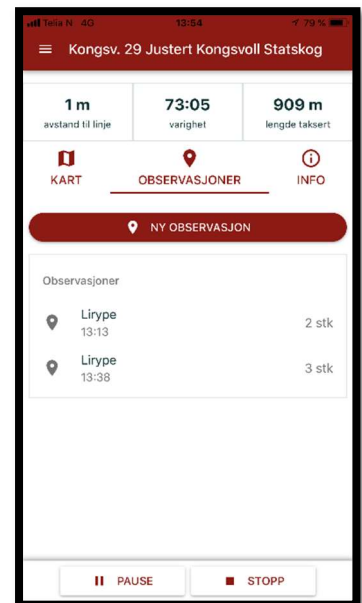 Telia N 4G 13:54 79 %
Kongsv. 29 Justert Kongsvoll Statskog
1 m 73:05 909 m
avstand til linje varighet lengde taksert
KART OBSERVASJONER INFO
NY OBSERVASJON
Observasjoner
Lirype
13:13 2 stk
Lirype
13:38 3 stk
PAUSE STOPP